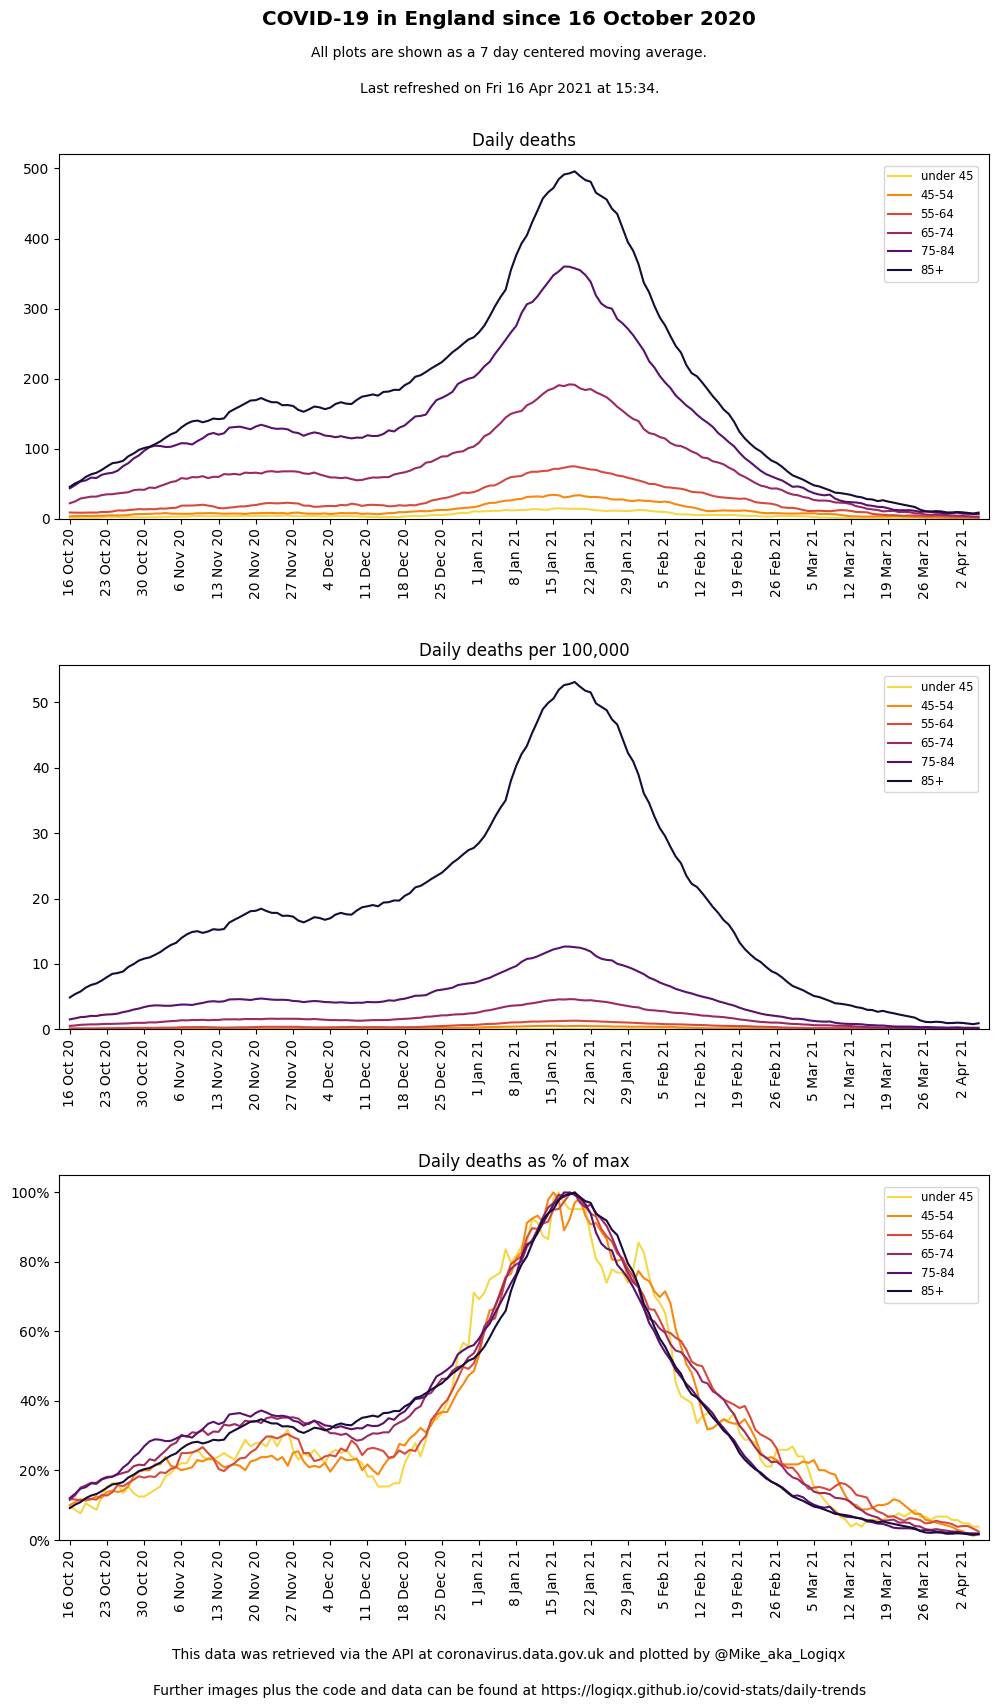 COVID-19 in England since 16 October 2020
All plots are shown as a 7 day centered moving average.
Last refreshed on Fri 16 Apr 2021 at 15:34.
Daily deaths
500
400
300
200
100
0
under 45
45-54
55-64
65-74
75-84
85+
16 Oct 20
23 Oct 20
30 Oct 20
6 Nov 20
13 Nov 20
20 Nov 20
27 Nov 20
4 Dec 20
11 Dec 20
18 Dec 20
25 Dec 20
1 Jan 21
8 Jan 21
15 Jan 21
22 Jan 21
29 Jan 21
5 Feb 21
12 Feb 21
19 Feb 21
26 Feb 21
5 Mar 21
12 Mar 21
19 Mar 21
26 Mar 21
2 Apr 21
Daily deaths per 100,000
50
40
30
20
10
0
under 45
45-54
55-64
65-74
75-84
85+
16 Oct 20
23 Oct 20
30 Oct 20
6 Nov 20
13 Nov 20
20 Nov 20
27 Nov 20
4 Dec 20
11 Dec 20
18 Dec 20
25 Dec 20
1 Jan 21
8 Jan 21
15 Jan 21
22 Jan 21
29 Jan 21
5 Feb 21
12 Feb 21
19 Feb 21
26 Feb 21
5 Mar 21
12 Mar 21
19 Mar 21
26 Mar 21
2 Apr 21
Daily deaths as % of max
100%
80%
60%
40%
20%
0%
under 45
45-54
55-64
65-74
75-84
85+
16 Oct 20
23 Oct 20
30 Oct 20
6 Nov 20
13 Nov 20
20 Nov 20
27 Nov 20
4 Dec 20
11 Dec 20
18 Dec 20
25 Dec 20
1 Jan 21
8 Jan 21
15 Jan 21
22 Jan 21
29 Jan 21
5 Feb 21
12 Feb 21
19 Feb 21
26 Feb 21
5 Mar 21
12 Mar 21
19 Mar 21
26 Mar 21
2 Apr 21
This data was retrieved via the API at coronavirus.data.gov.uk and plotted by @Mike_aka_Logiqx
Further images plus the code and data can be found at https://logiqx.github.io/covid-stats/daily-trends